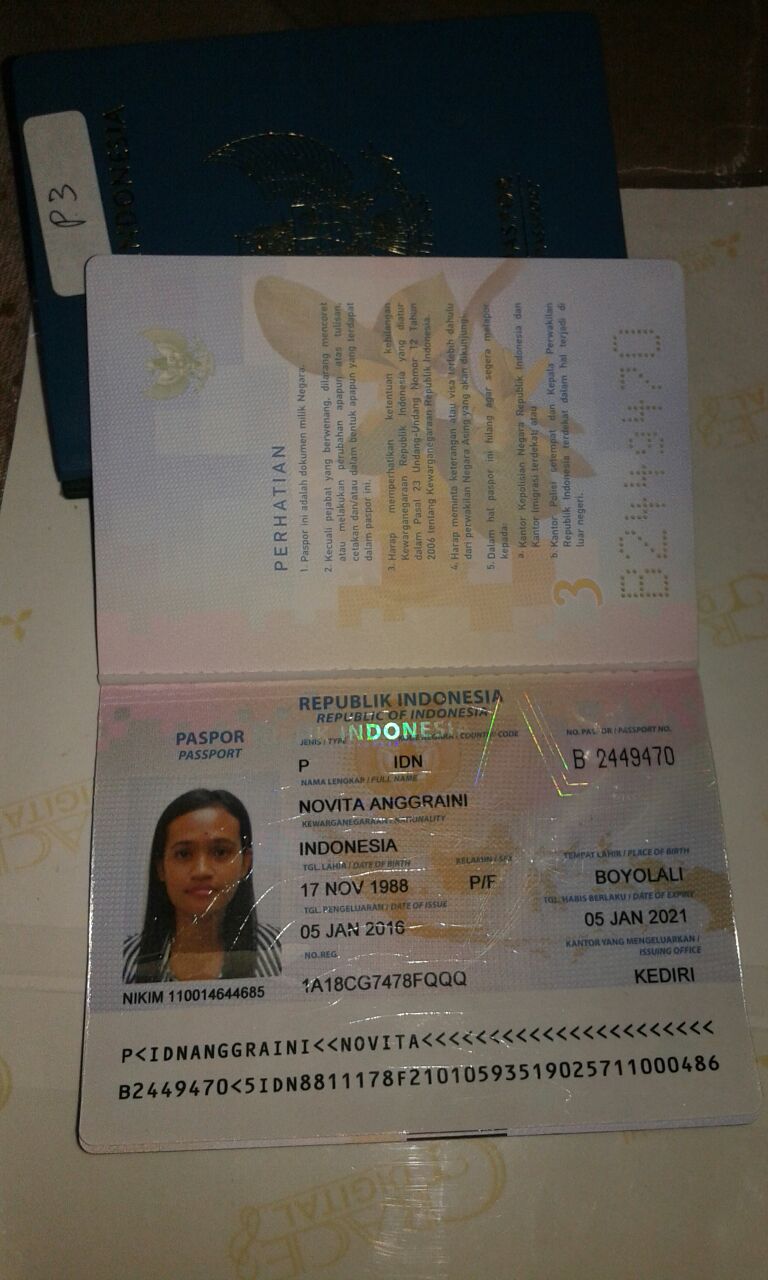 P3
INDONESIA
PASPOR
PERHATIAN
1. Paspor ini adalah dokumen milik Negara.
2. Kecuali pejabat yang berwenang, dilarang mencoret
atau melakukan perubahan apapun atas tulisan,
cetakan dan/atau dalam bentuk apapun yang terdapat
dalam paspor ini.
3. Harap memperhatikan ketentuan kehilangan
Kewarganegaraan Republik Indonesia yang diatur
dalam Pasal 23 Undang-Undang Nomor 12 Tahun
2006 tentang Kewarganegaraan Republik Indonesia.
4. Harap meminta keterangan atau visa terlebih dahulu
dari perwakilan Negara Asing yang akan dikunjungi.
5. Dalam hal paspor ini hilang agar segera melapor
kepada:
a. Kantor Kepolisian Negara Republik Indonesia dan
Kantor Imigrasi terdekat; atau
b. Kantor Polisi setempat dan Kepala Perwakilan
Republik Indonesia terdekat dalam hal terjadi di
luar negeri.
3
B2449470
REPUBLIK INDONESIA
REPUBLIC OF INDONESIA
PASPOR
PASSPORT
INDONESIA
JENIS / TYPE
NEGARA / COUNTRY CODE
NO. PASPOR / PASSPORT NO.
P IDN B 2449470
NAMA LENGKAP / FULL NAME
NOVITA ANGGRAINI
KEWARGANEGARAAN / NATIONALITY
INDONESIA
TGL. LAHIR / DATE OF BIRTH KELAMIN / SEX TEMPAT LAHIR / PLACE OF BIRTH
17 NOV 1988 P/F BOYOLALI
TGL. PENGELUARAN / DATE OF ISSUE TGL. HABIS BERLAKU / DATE OF EXPIRY
05 JAN 2016 05 JAN 2021
NO. REG. KANTOR YANG MENGELUARKAN /
ISSUING OFFICE
1A18CG7478FQQQ KEDIRI
NIKIM 110014644685
P<IDNANGGRAINI<<NOVITA<<<<<<<<<<<<<<<<<<<<<<
B2449470<5IDN8811178F2101059351902571100048​6